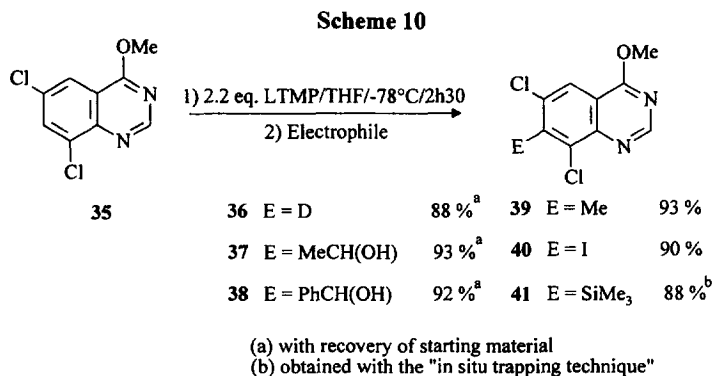 Scheme 10
OMe
Cl
N
N
Cl
35
1) 2.2 eq. LTMP/THF/-78°C/2h30
2) Electrophile
OMe
Cl
N
E
N
Cl
36 E = D 88 %a 39 E = Me 93 %
37 E = MeCH(OH) 93 %a 40 E = I 90 %
38 E = PhCH(OH) 92 %a 41 E = SiMe3 88 %b
(a) with recovery of starting material
(b) obtained with the "in situ trapping technique"